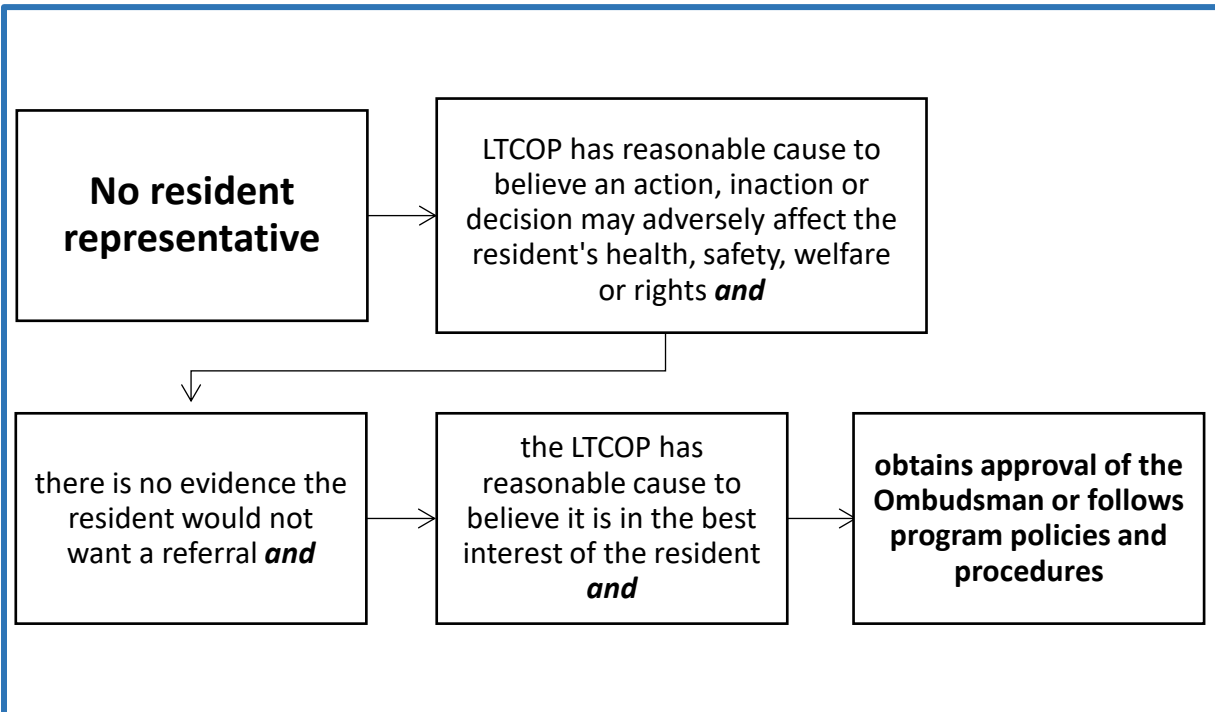 No resident
representative
LTCOP has reasonable cause to
believe an action, inaction or
decision may adversely affect the
resident's health, safety, welfare
or rights and
there is no evidence the
resident would not
want a referral and
the LTCOP has
reasonable cause to
believe it is in the best
interest of the resident
and
obtains approval of the
Ombudsman or follows
program policies and
procedures